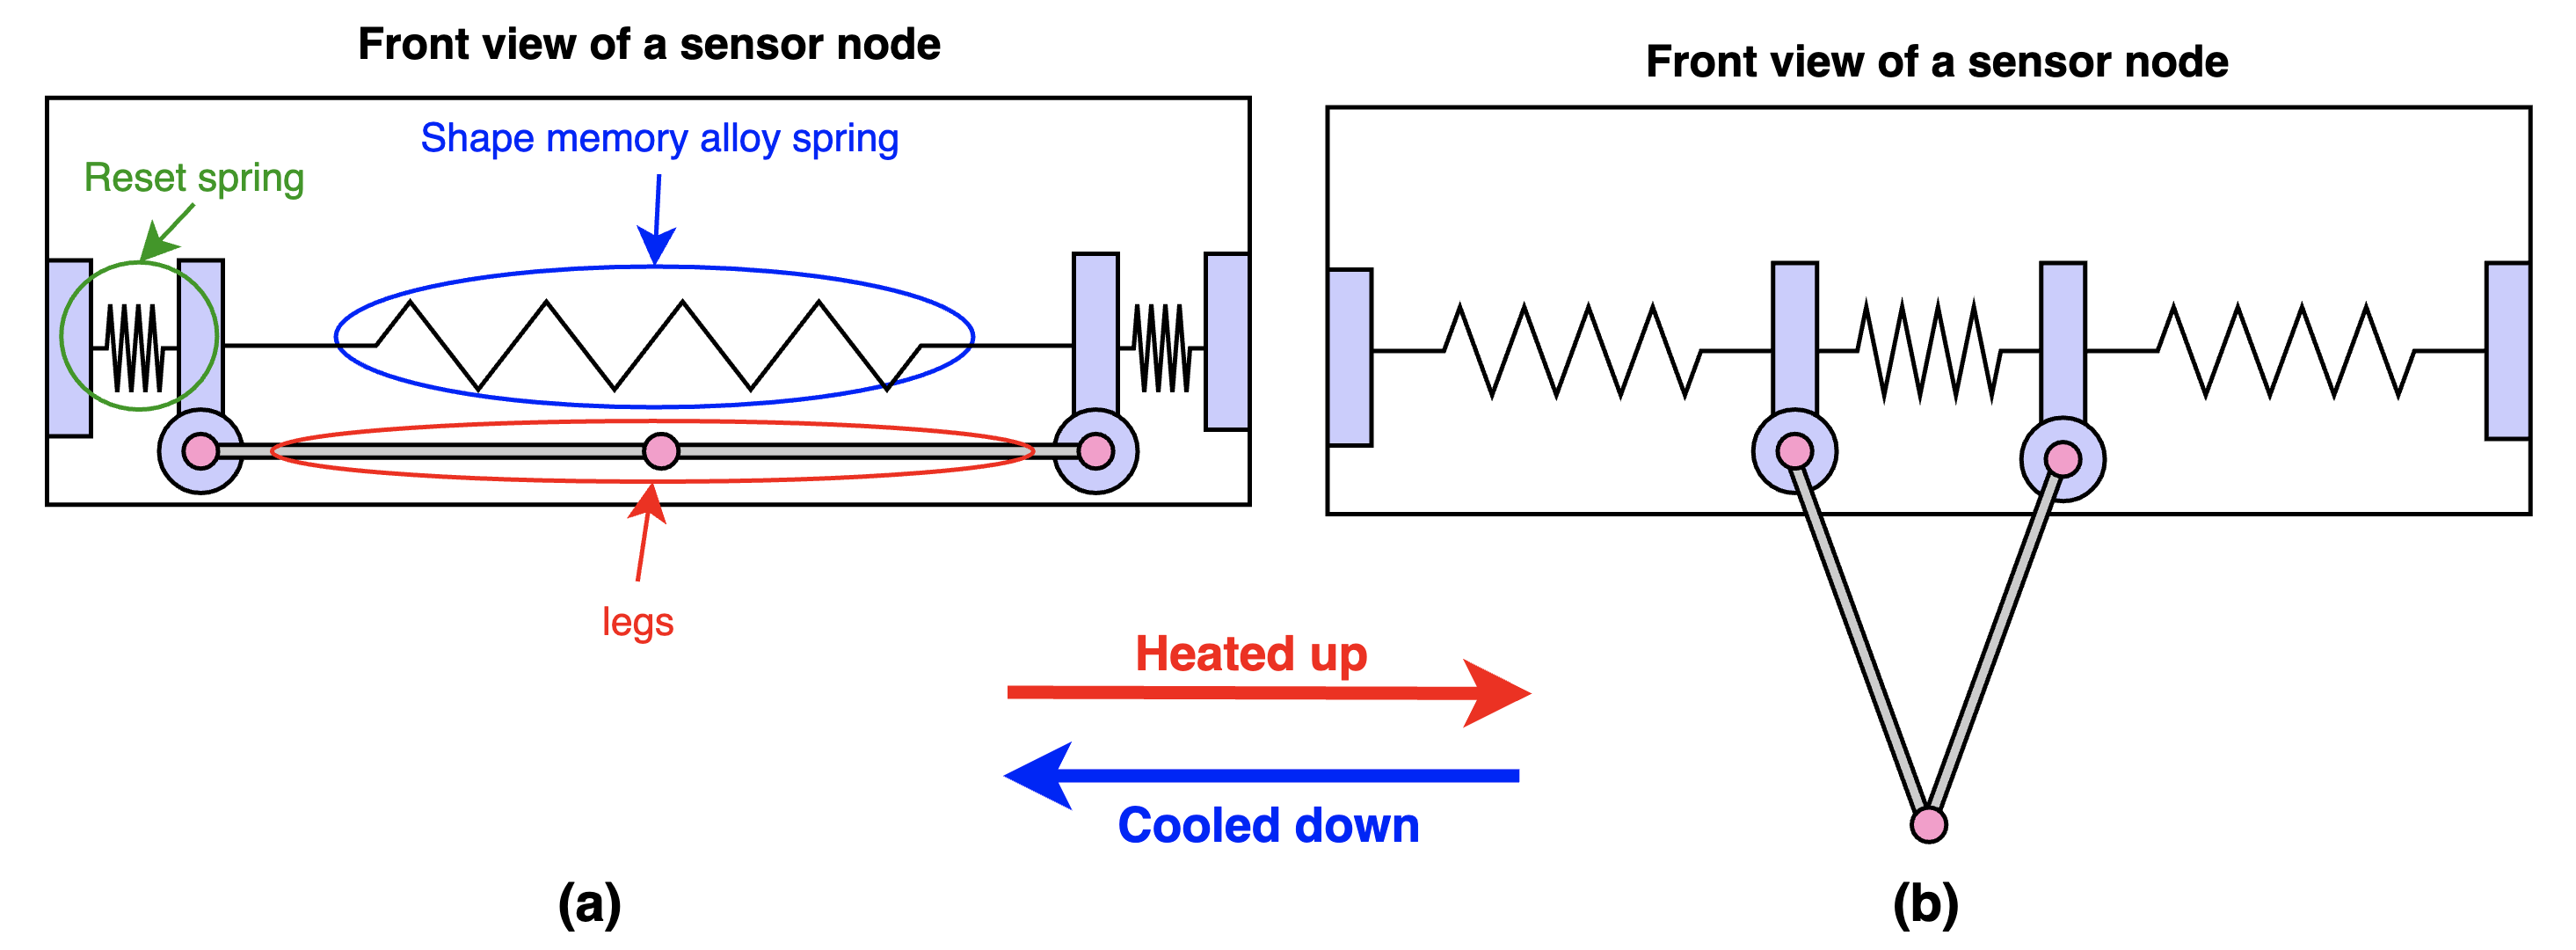 Front view of a sensor node
Front view of a sensor node
Shape memory alloy spring
Reset spring
legs
Heated up
Cooled down
(a)
(b)